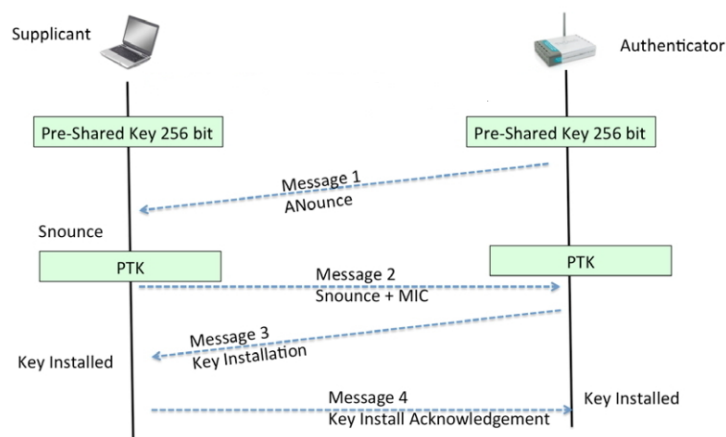 Supplicant
Authenticator
Pre-Shared Key 256 bit
Pre-Shared Key 256 bit
Message 1
ANounce
Snounce
PTK
PTK
Message 2
Snounce + MIC
Message 3
Key Installation
Key Installed
Message 4
Key Install Acknowledgement
Key Installed